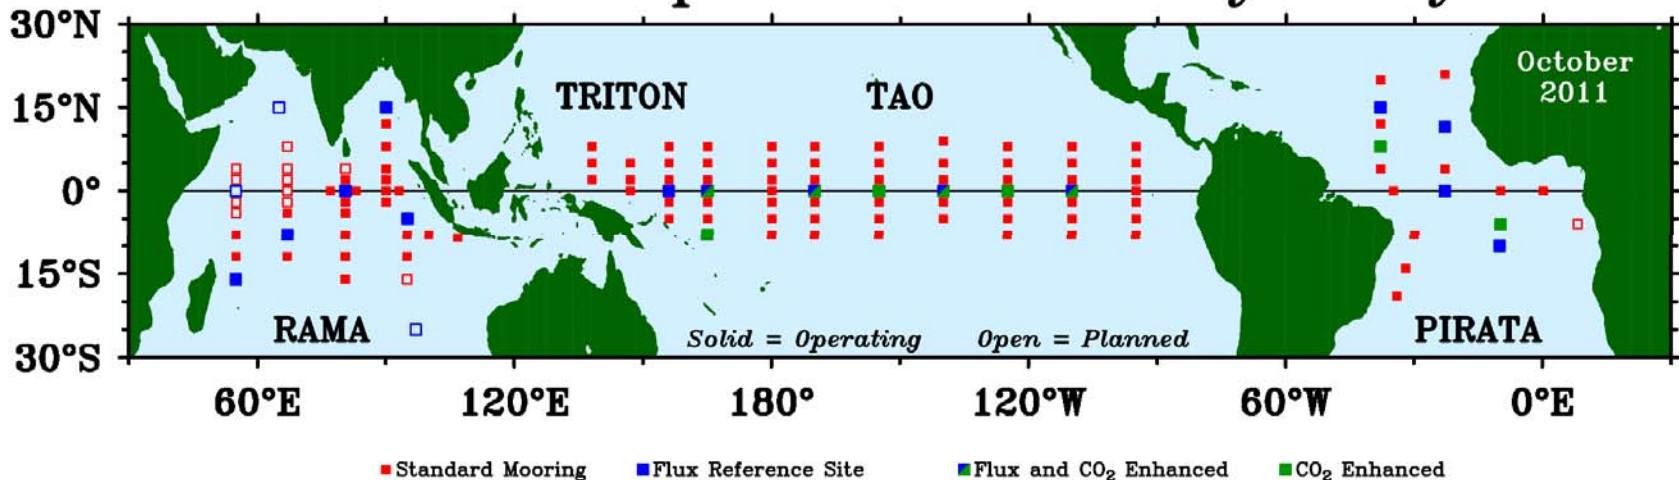 30°N
15°N
0°
15°S
30°S
TRITON
TAO
October
2011
RAMA
Solid = Operating Open = Planned
PIRATA
60°E 120°E 180° 120°W 60°W 0°E
Standard Mooring Flux Reference Site Flux and CO₂ Enhanced CO₂ Enhanced